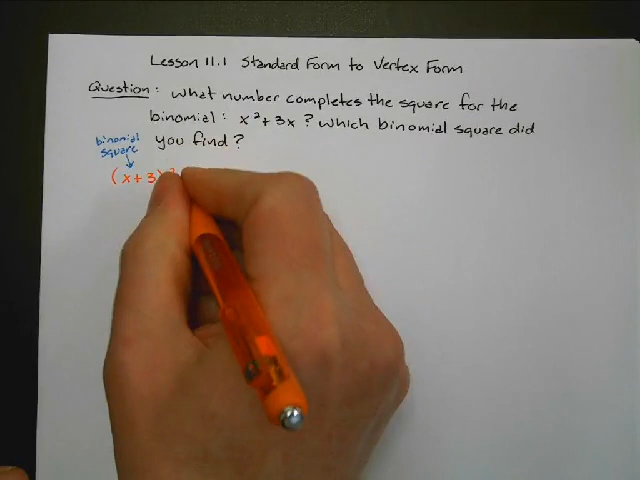 Lesson 11.1 Standard Form to Vertex Form
Question: What number completes the square for the
binomial: x² + 3x ? Which binomial square did
you find?
binomial
square
(x+3)